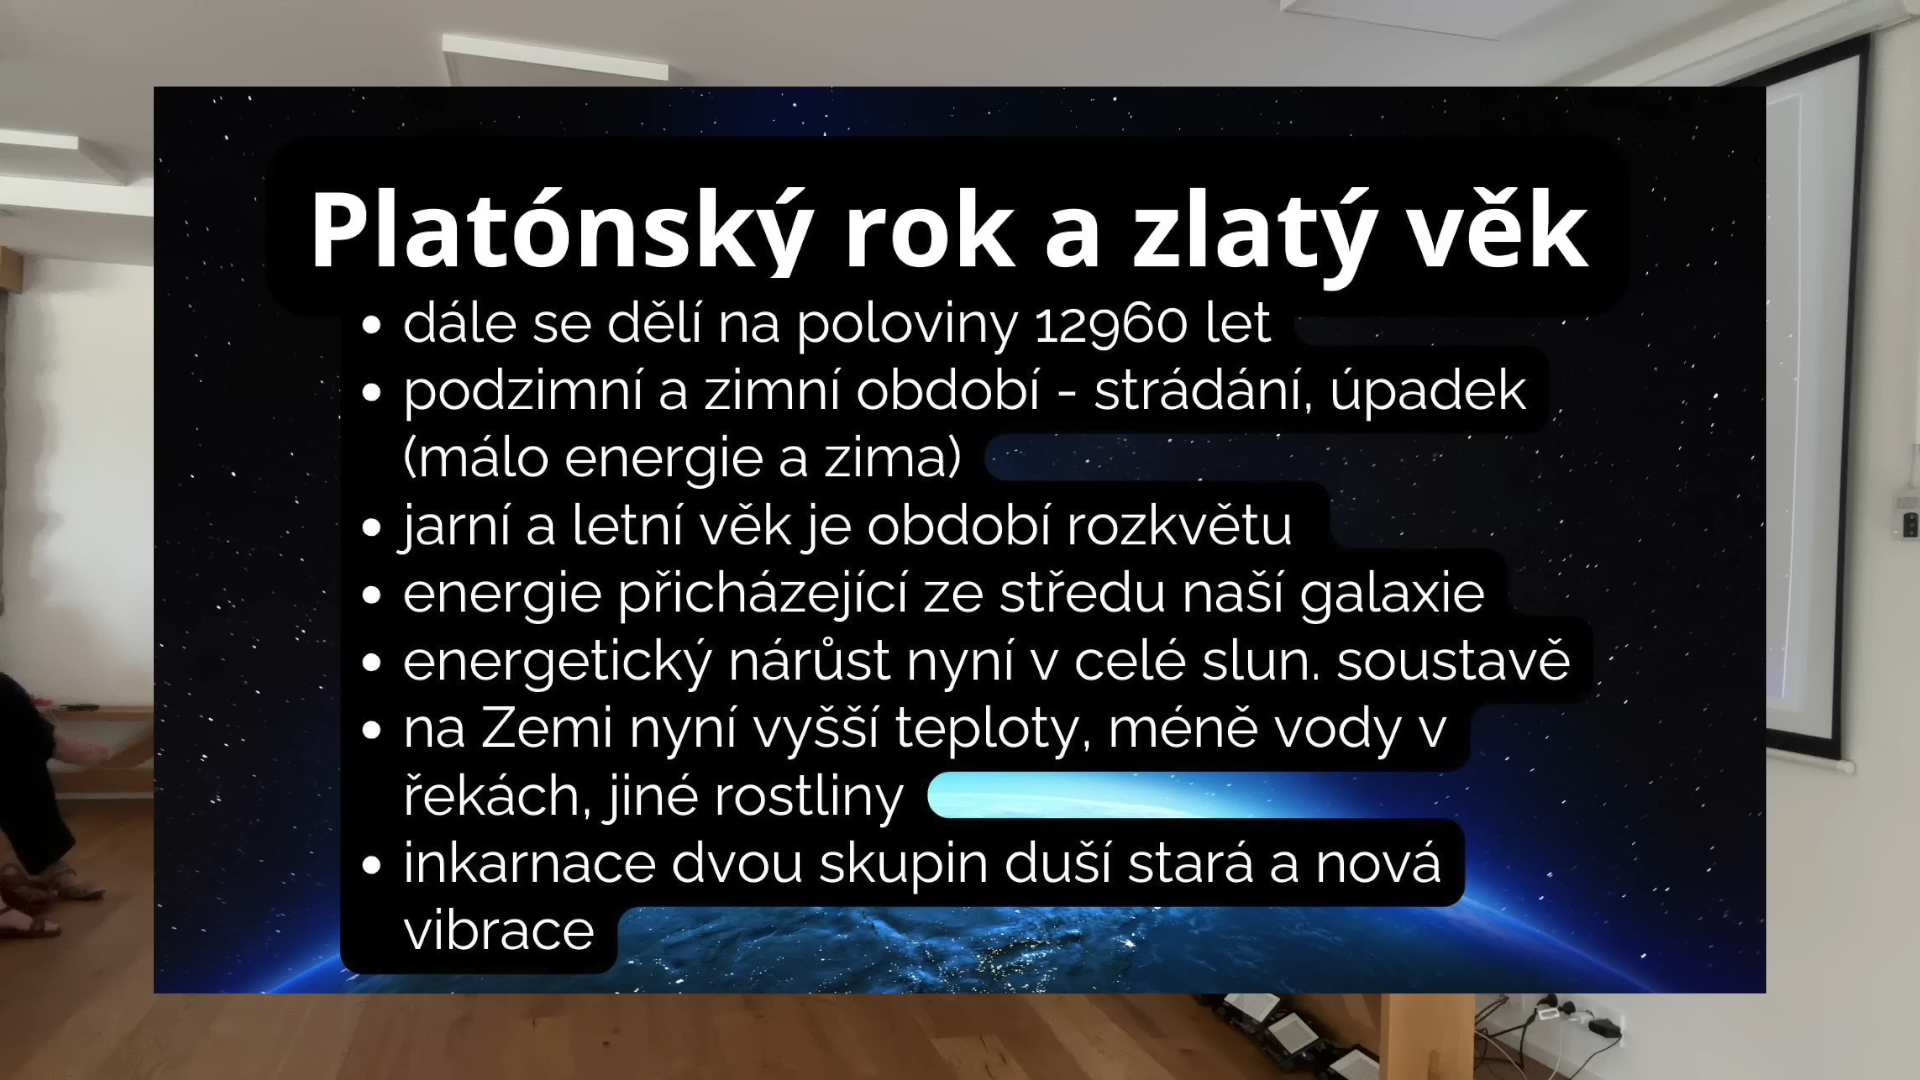 Platónský rok a zlatý věk
• dále se dělí na poloviny 12960 let
• podzimní a zimní období - strádání, úpadek
(málo energie a zima)
• jarní a letní věk je období rozkvětu
• energie přicházející ze středu naší galaxie
• energetický nárůst nyní v celé slun. soustavě
• na Zemi nyní vyšší teploty, méně vody v
řekách, jiné rostliny
• inkarnace dvou skupin duší stará a nová
vibrace